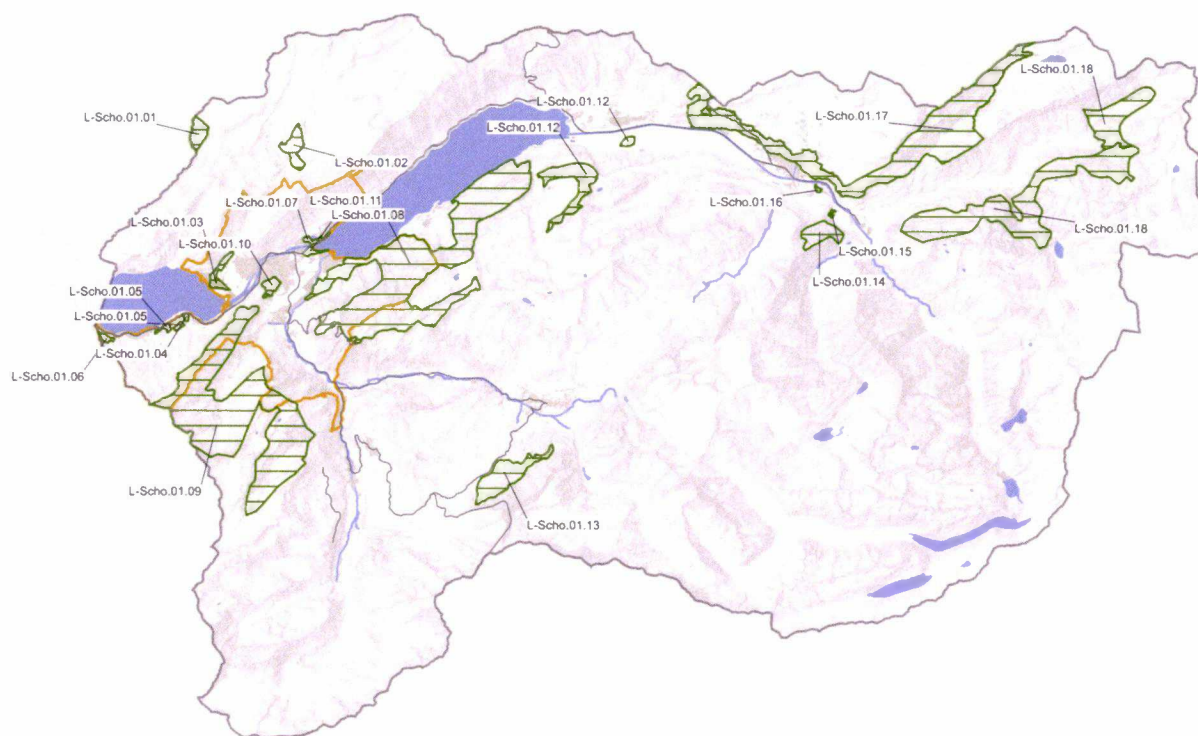 L-Scho.01.18
L-Scho.01.12
L-Scho.01.01
L-Scho.01.17
L-Scho.01.12
L-Scho.01.02
L-Scho.01.11
L-Scho.01.07
L-Scho.01.16
L-Scho.01.08
L-Scho.01.03
L-Scho.01.18
L-Scho.01.10
L-Scho.01.15
L-Scho.01.14
L-Scho.01.05
L-Scho.01.05
L-Scho.01.04
L-Scho.01.06
L-Scho.01.09
L-Scho.01.13